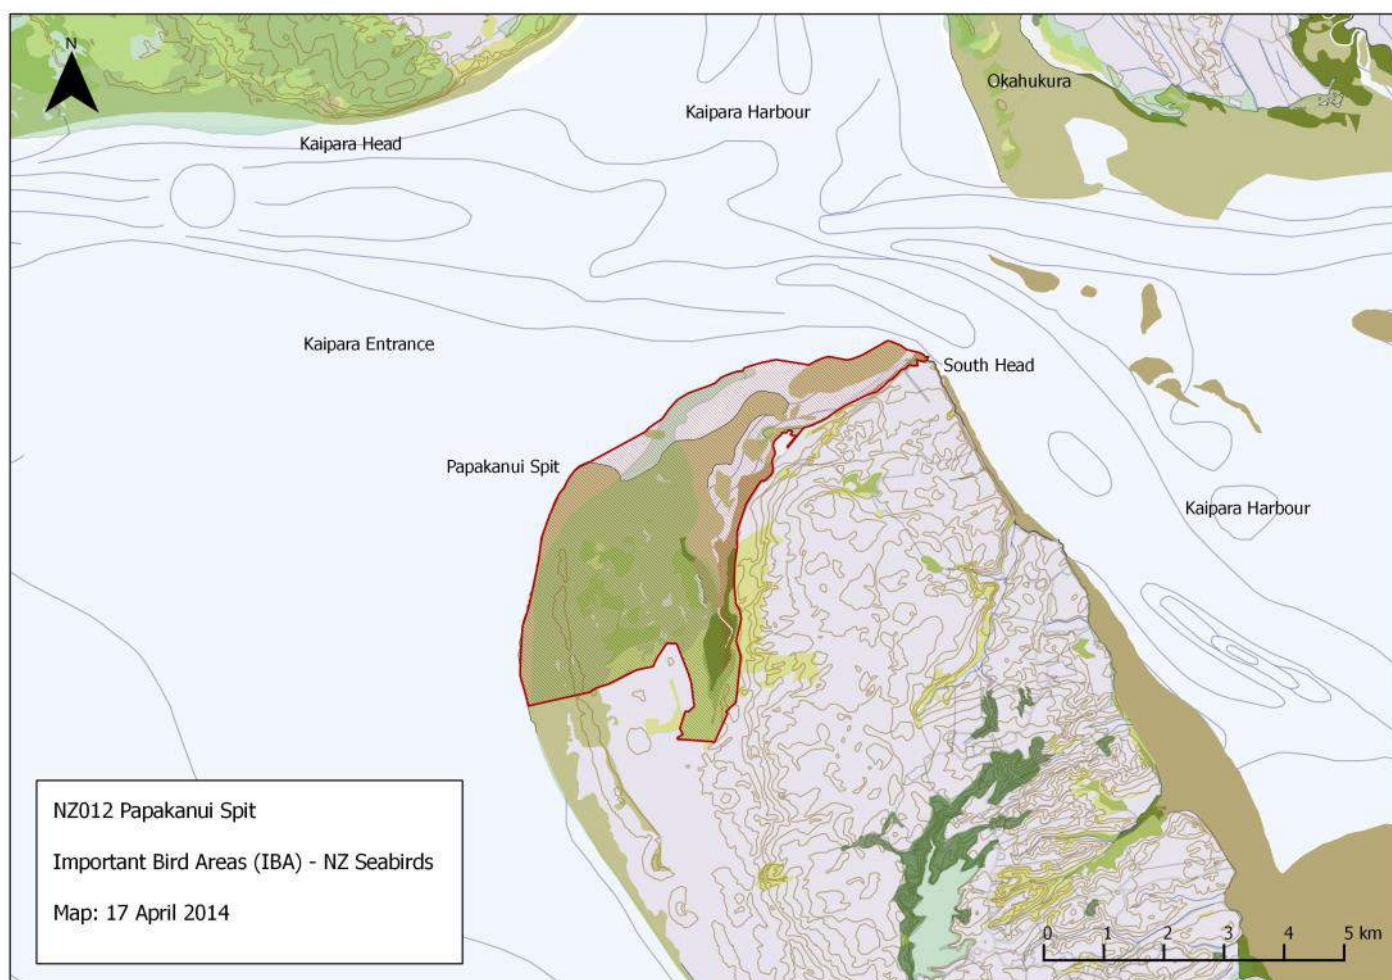 N
Okahukura
Kaipara Harbour
Kaipara Head
Kaipara Entrance
South Head
Papakanui Spit
Kaipara Harbour
NZ012 Papakanui Spit
Important Bird Areas (IBA) - NZ Seabirds
Map: 17 April 2014
0 1 2 3 4 5 km